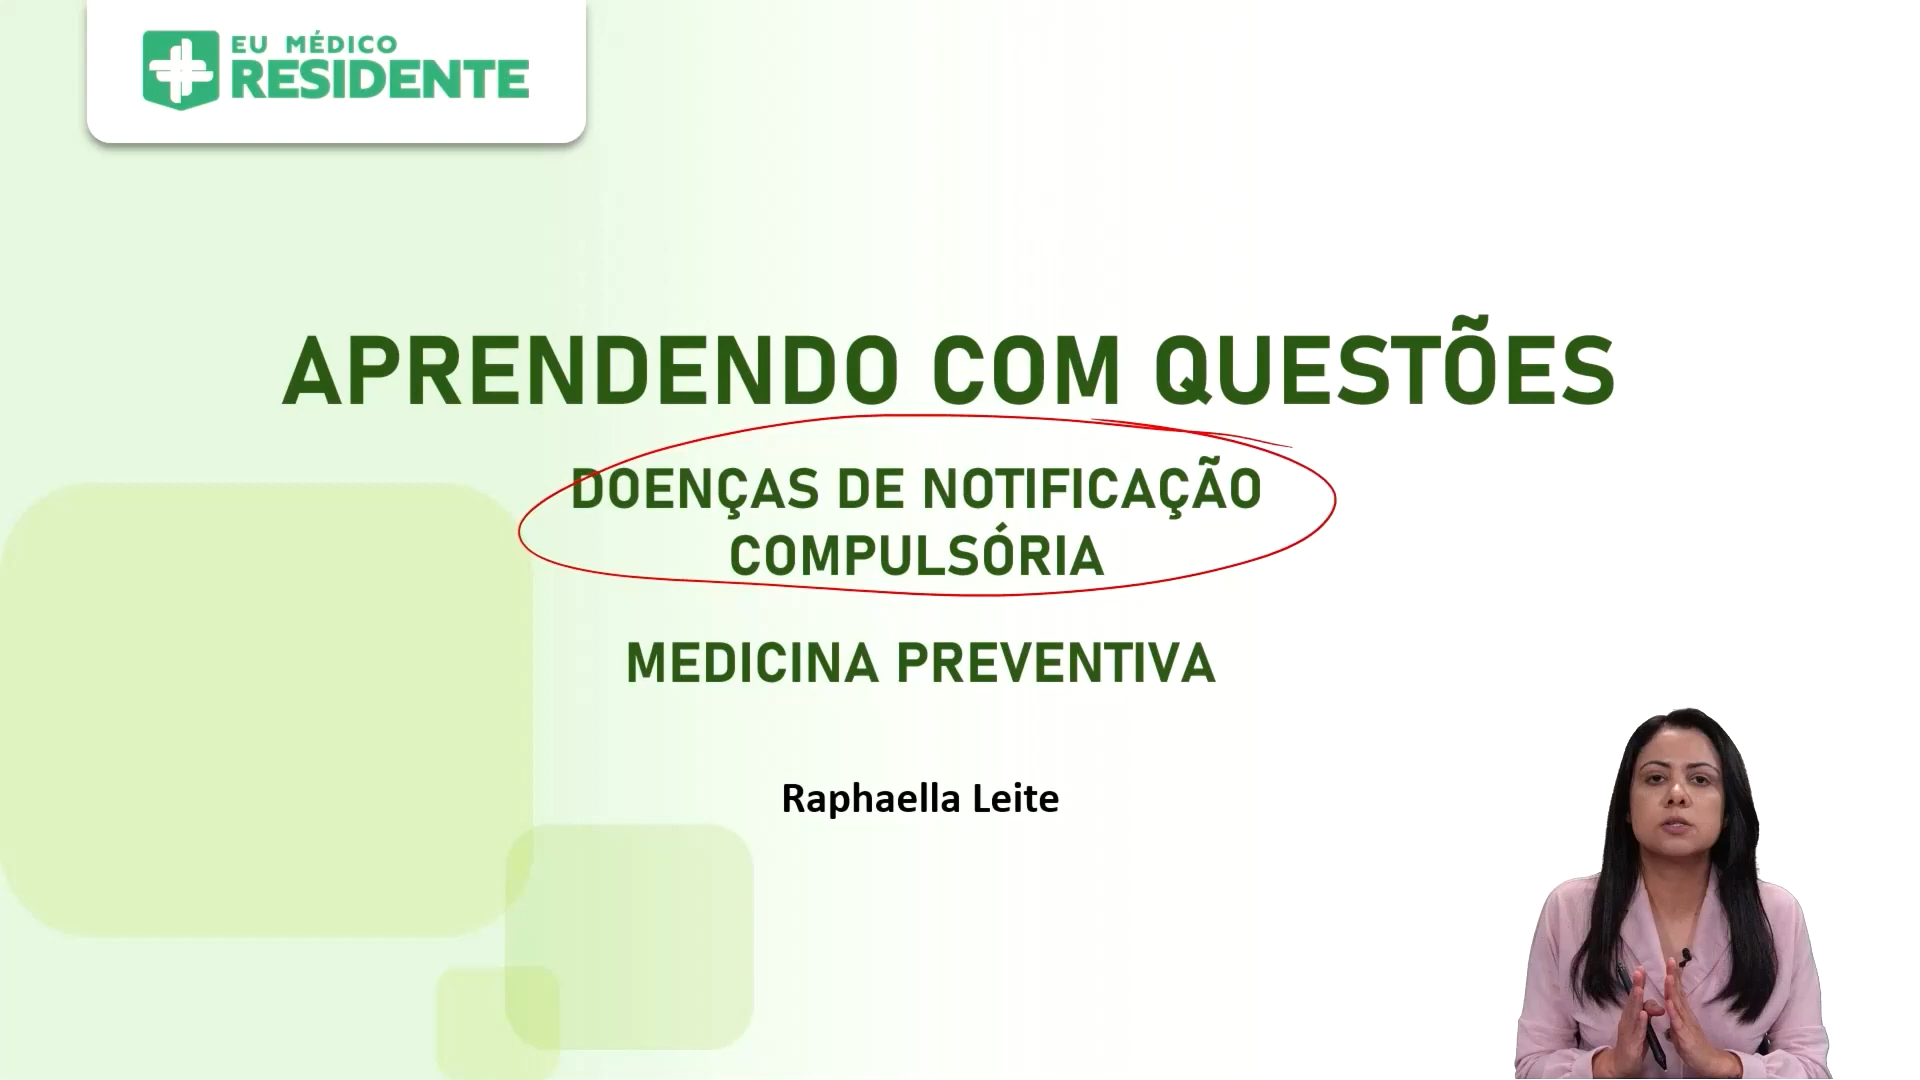 EU MÉDICO
RESIDENTE
APRENDENDO COM QUESTÕES
DOENÇAS DE NOTIFICAÇÃO
COMPULSÓRIA
MEDICINA PREVENTIVA
Raphaella Leite